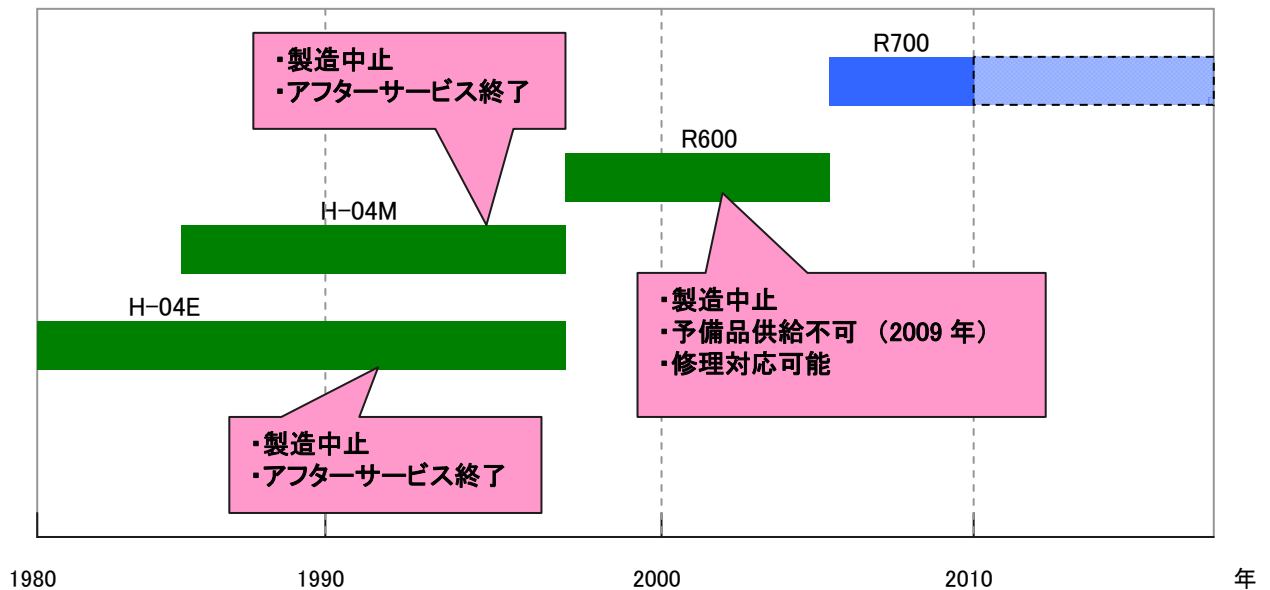 ・製造中止
・アフターサービス終了
R700
R600
H-04M
H-04E
・製造中止
・予備品供給不可 （2009 年）
・修理対応可能
・製造中止
・アフターサービス終了
1980 1990 2000 2010 年